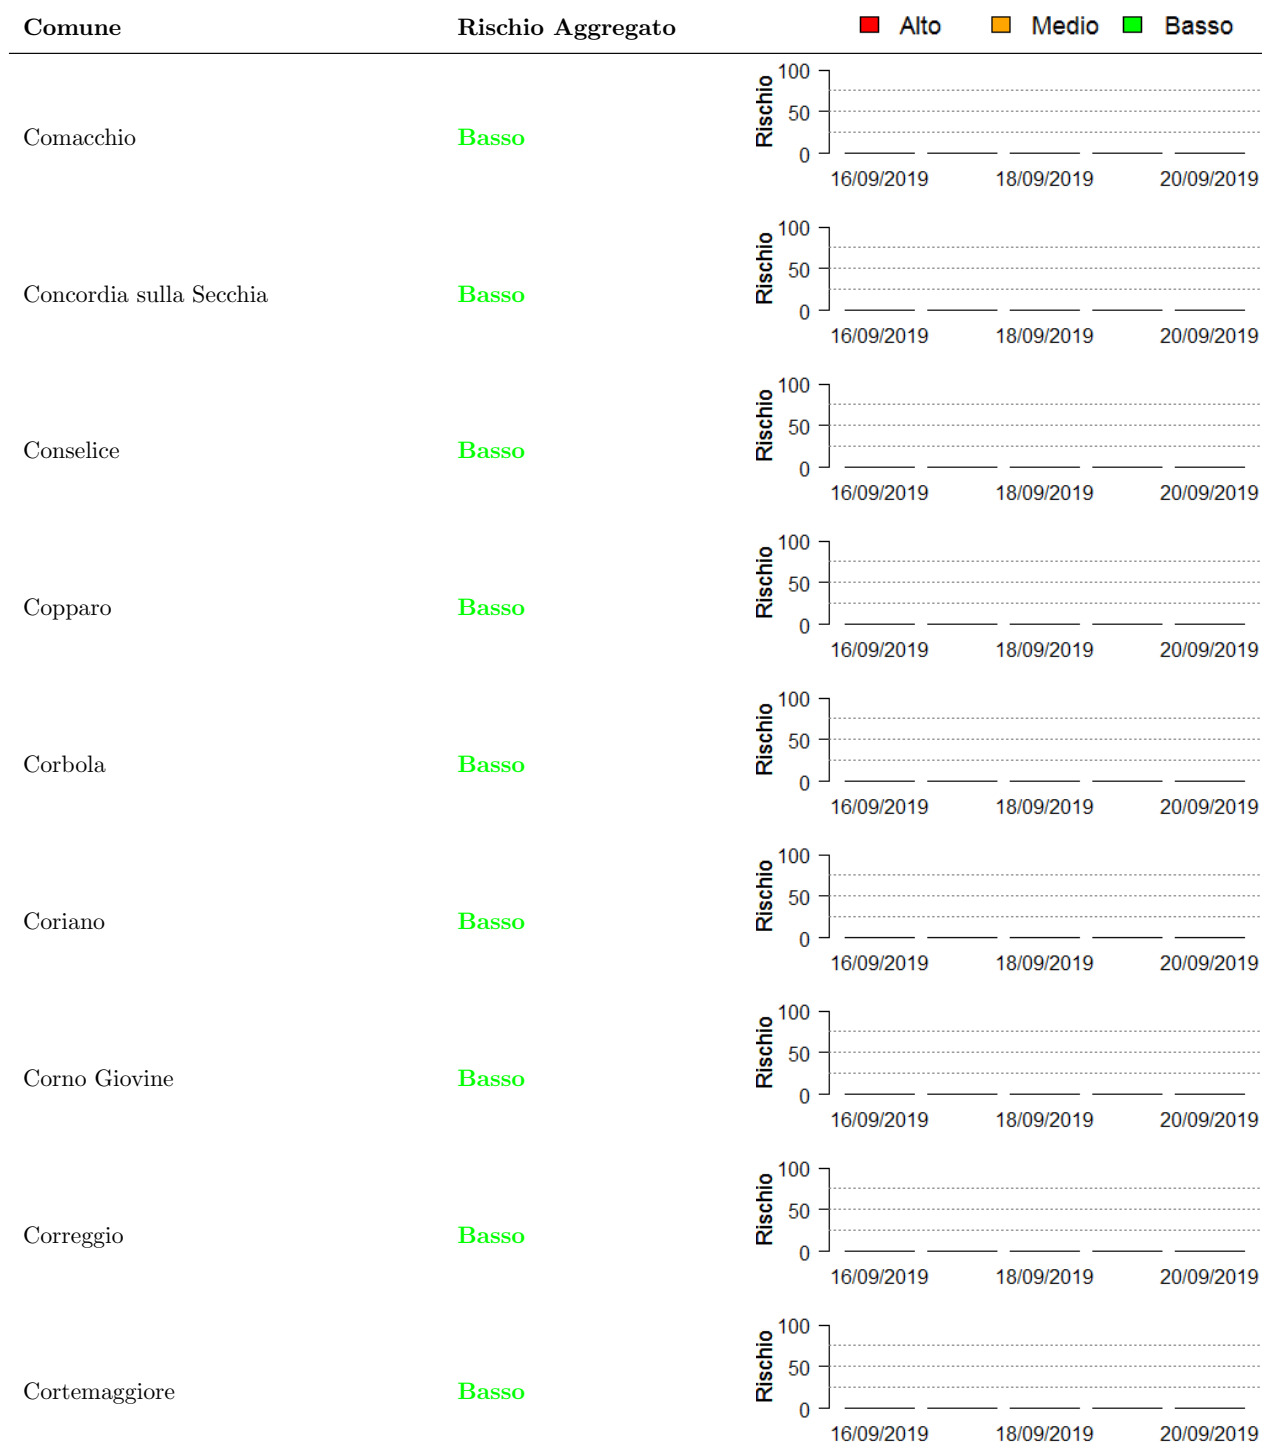 Comune Rischio Aggregato Alto Medio Basso
100
50
0
Rischio
Comacchio Basso
16/09/2019 18/09/2019 20/09/2019
100
50
0
Rischio
Concordia sulla Secchia Basso
16/09/2019 18/09/2019 20/09/2019
100
50
0
Rischio
Conselice Basso
16/09/2019 18/09/2019 20/09/2019
100
50
0
Rischio
Copparo Basso
16/09/2019 18/09/2019 20/09/2019
100
50
0
Rischio
Corbola Basso
16/09/2019 18/09/2019 20/09/2019
100
50
0
Rischio
Coriano Basso
16/09/2019 18/09/2019 20/09/2019
100
50
0
Rischio
Corno Giovine Basso
16/09/2019 18/09/2019 20/09/2019
100
50
0
Rischio
Correggio Basso
16/09/2019 18/09/2019 20/09/2019
100
50
0
Rischio
Cortemaggiore Basso
16/09/2019 18/09/2019 20/09/2019